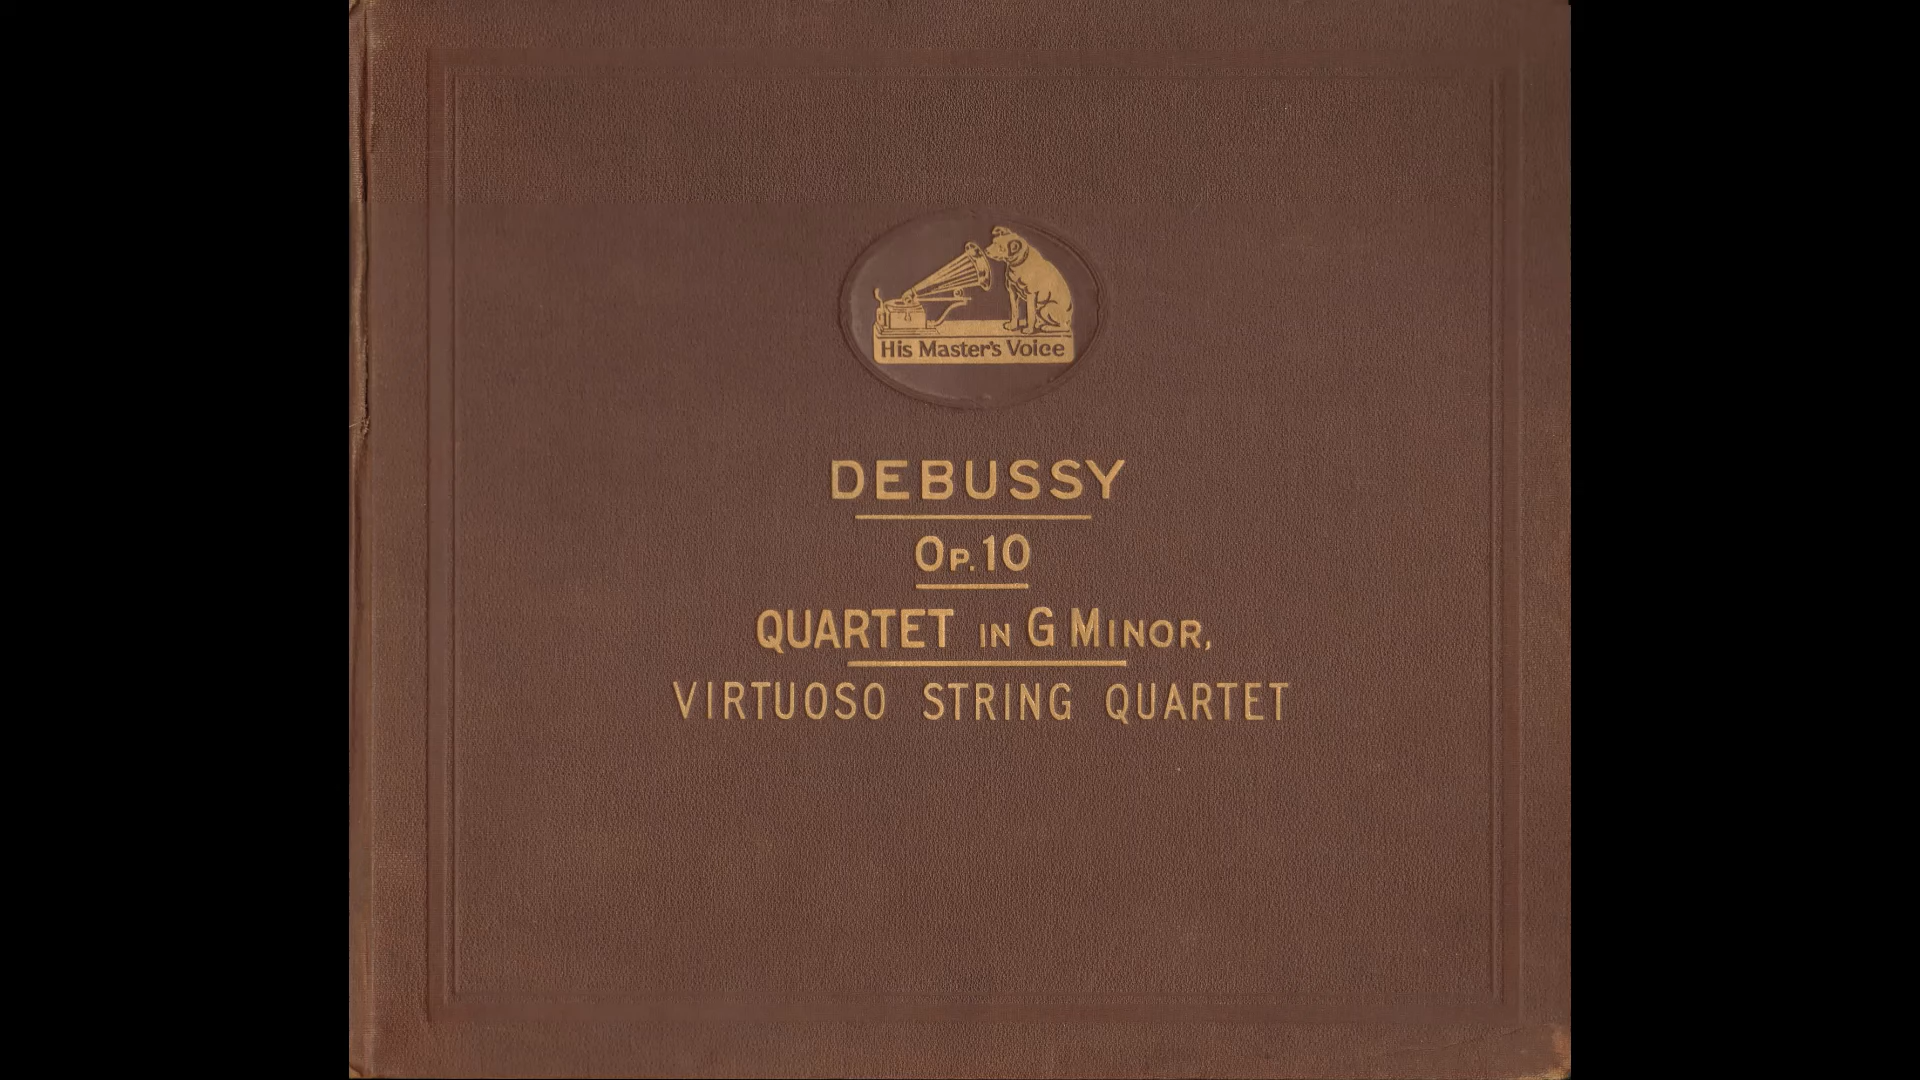 His Master's Voice
DEBUSSY
Op. 10
QUARTET IN G MINOR,
VIRTUOSO STRING QUARTET